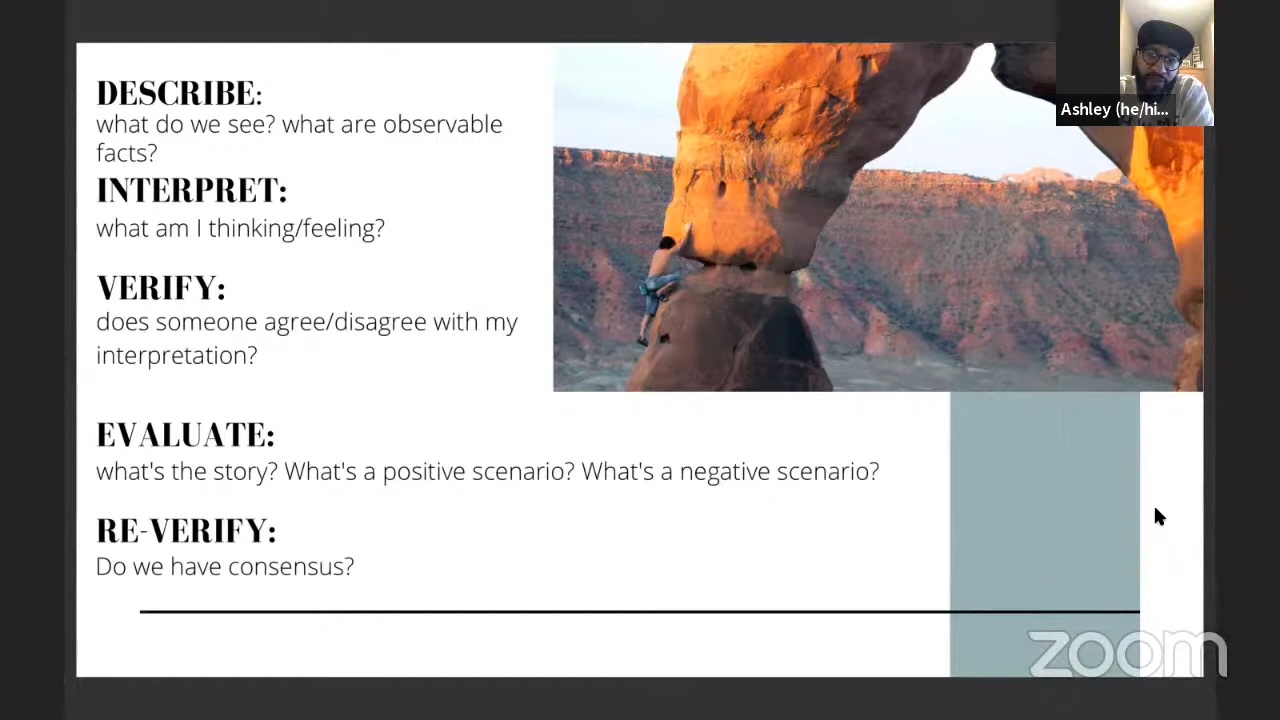 DESCRIBE:
what do we see? what are observable
facts?
INTERPRET:
what am I thinking/feeling?
VERIFY:
does someone agree/disagree with my
interpretation?
EVALUATE:
what's the story? What's a positive scenario? What's a negative scenario?
RE-VERIFY:
Do we have consensus?
Ashley (he/hi...
zoom